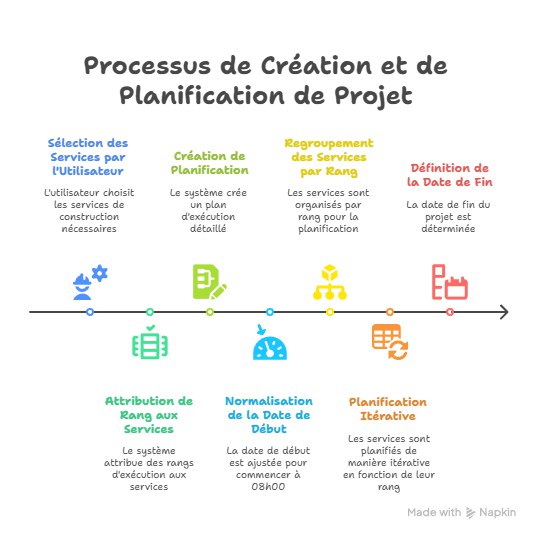 Processus de Création et de
Planification de Projet
Sélection des
Services par
l'Utilisateur
L'utilisateur choisit
les services de
construction
nécessaires
Attribution de
Rang aux
Services
Le système
attribue des rangs
d'exécution aux
services
Création de
Planification
Le système crée
un plan
d'exécution
détaillé
Normalisation
de la Date de
Début
La date de début
est ajustée pour
commencer à
08h00
Regroupement
des Services
par Rang
Les services sont
organisés par
rang pour la
planification
Planification
Itérative
Les services sont
planifiés de
manière itérative
en fonction de leur
rang
Définition de
la Date de Fin
La date de fin du
projet est
déterminée
Made with Napkin